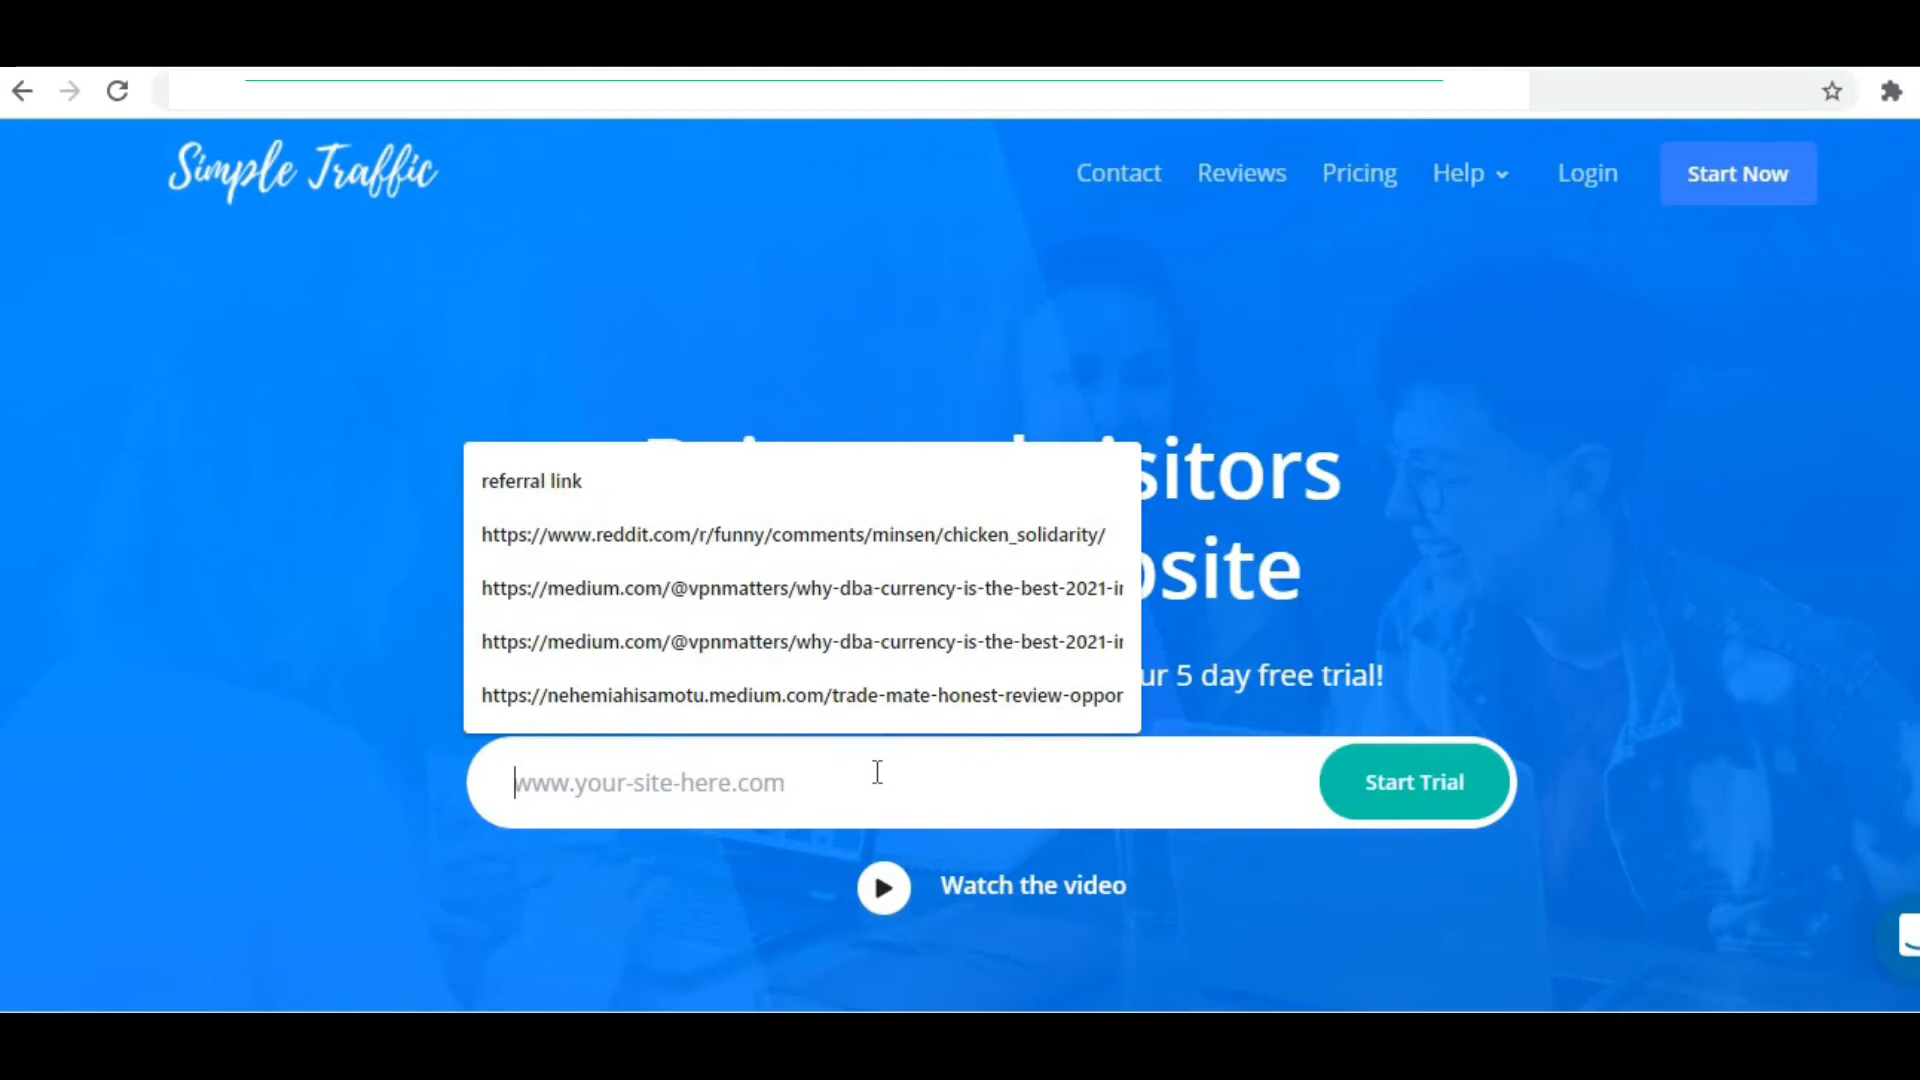 Simple Traffic
Contact Reviews Pricing Help Login Start Now
sitors
site
ur 5 day free trial!
referral link
https://www.reddit.com/r/funny/comments/minsen/chicken_solidarity/
https://medium.com/@vpnmatters/why-dba-currency-is-the-best-2021-in
https://medium.com/@vpnmatters/why-dba-currency-is-the-best-2021-in
https://nehemiahisamotu.medium.com/trade-mate-honest-review-oppor
www.your-site-here.com
Start Trial
Watch the video